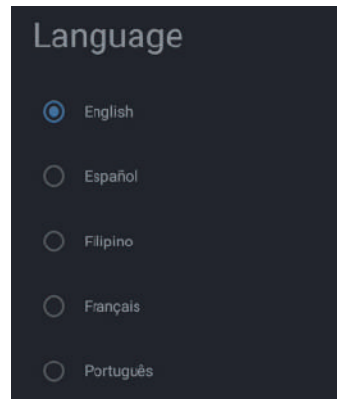 Language
English
Español
Filipino
Français
Português